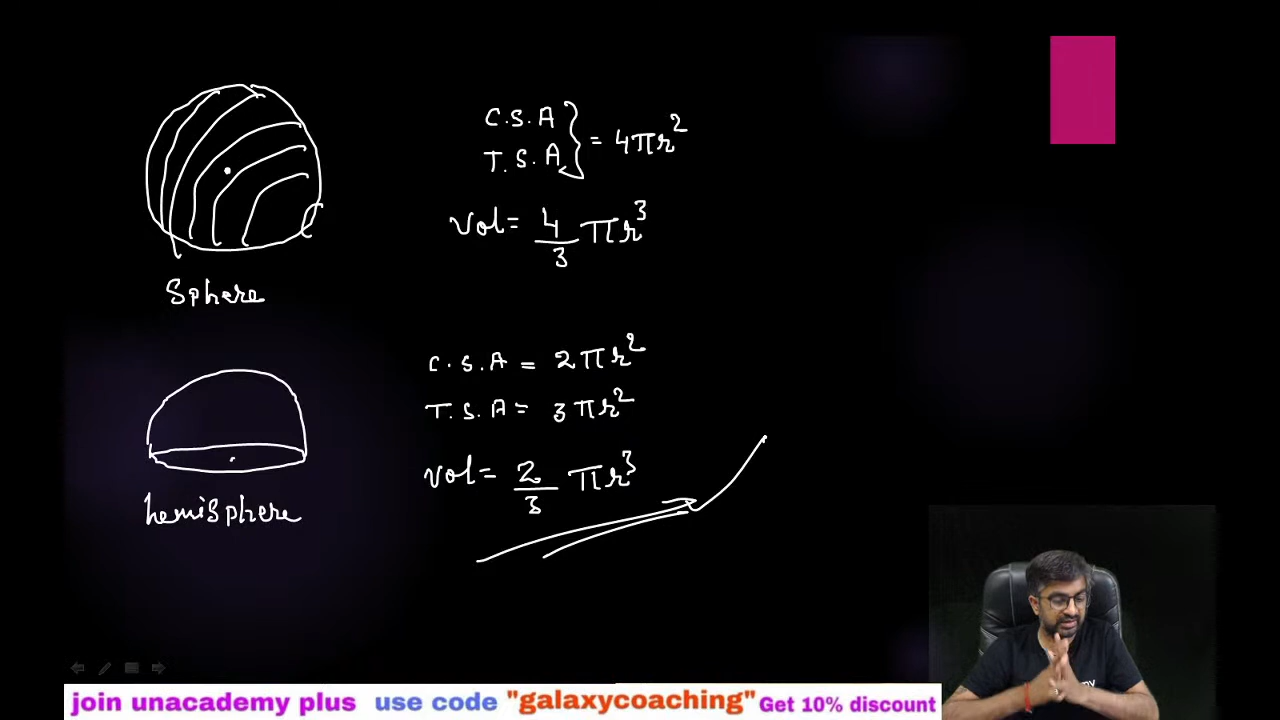 C.S.A
T.S.A } = 4πr²
Vol = 4/3 πr³
Sphere
C.S.A = 2πr²
T.S.A = 3πr²
Vol = 2/3 πr³
hemisphere
join unacademy plus use code "galaxycoaching" Get 10% discount